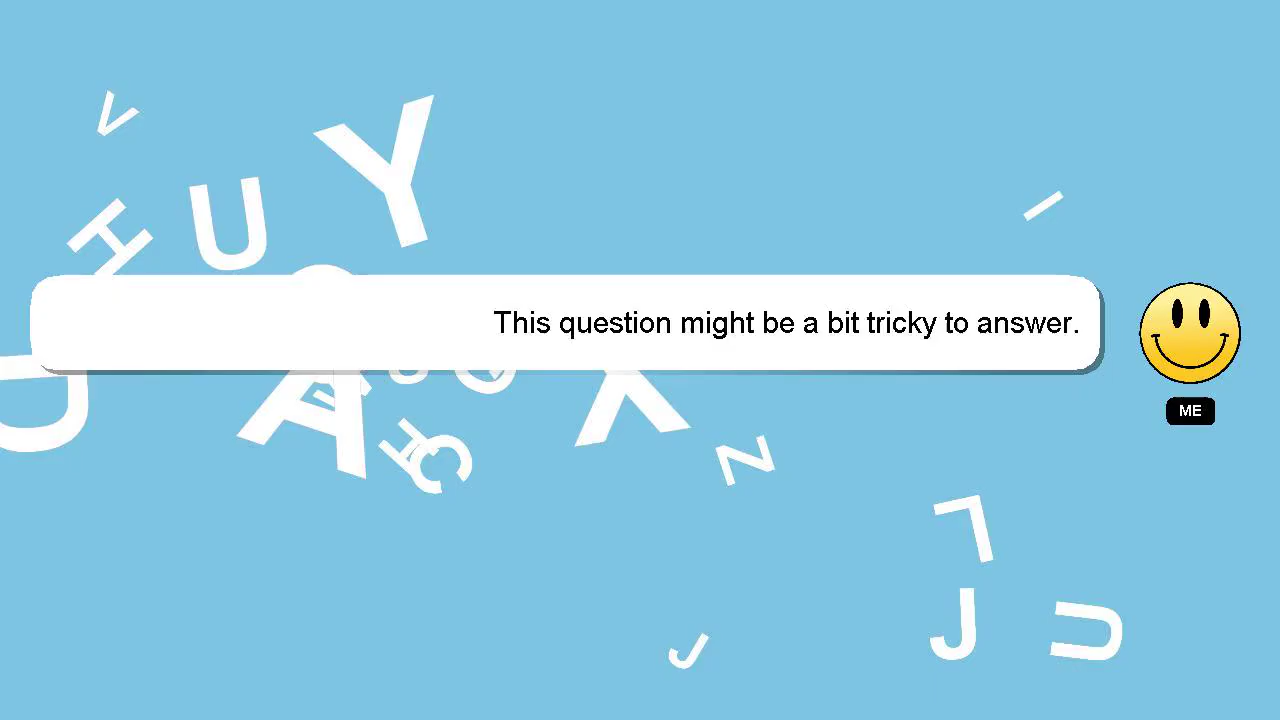 V
Y
U
H
I
This question might be a bit tricky to answer.
ME
U
A
X
H
C
N
L
J
U
J